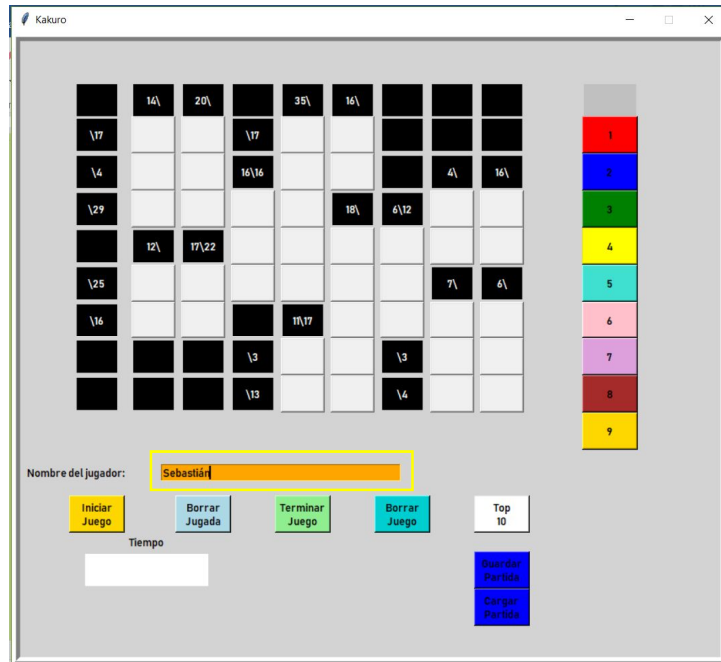 Kakuro
14\ 20\ 35\ 16\
\17 \17 1
\4 16\16 4\ 16\ 2
\29 18\ 6\12 3
12\ 17\22 4
\25 7\ 6\ 5
\16 11\17 6
\3 \3 7
\13 \4 8
9
Nombre del jugador: Sebastián
Iniciar Borrar Terminar Borrar Top
Juego Jugada Juego Juego 10
Tiempo
Guardar
Partida
Cargar
Partida